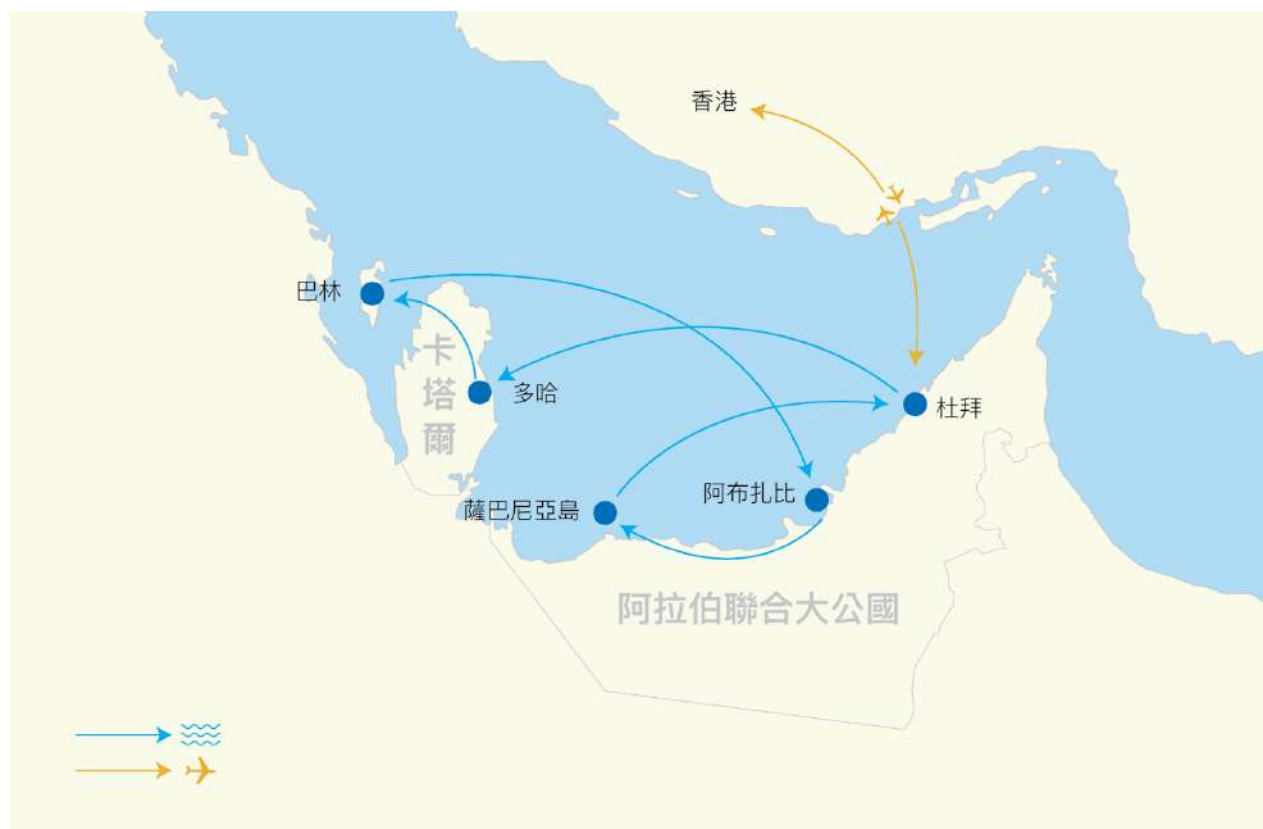 香港
巴林
卡塔爾
多哈
杜拜
阿布扎比
薩巴尼亞島
阿拉伯聯合大公國